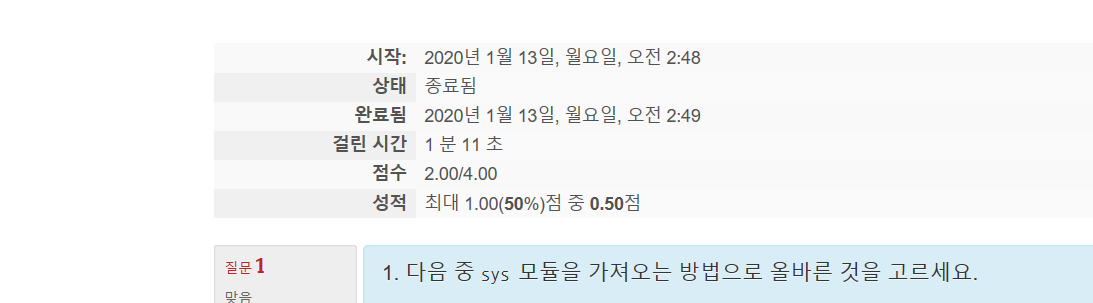 시작: 2020년 1월 13일, 월요일, 오전 2:48
상태 종료됨
완료됨 2020년 1월 13일, 월요일, 오전 2:49
걸린 시간 1 분 11 초
점수 2.00/4.00
성적 최대 1.00(50%)점 중 0.50점
질문 1
맞음
1. 다음 중 sys 모듈을 가져오는 방법으로 올바른 것을 고르세요.